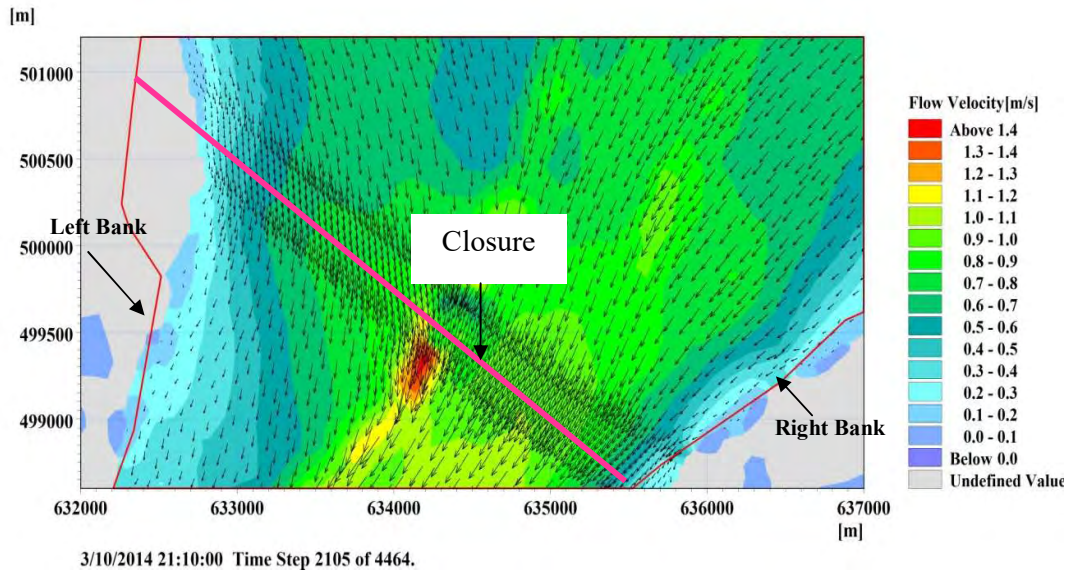 [m]
501000
500500
500000
499500
499000
Left Bank
Closure
Right Bank
632000 633000 634000 635000 636000 637000
[m]
3/10/2014 21:10:00 Time Step 2105 of 4464.
Flow Velocity[m/s]
Above 1.4
1.3 - 1.4
1.2 - 1.3
1.1 - 1.2
1.0 - 1.1
0.9 - 1.0
0.8 - 0.9
0.7 - 0.8
0.6 - 0.7
0.5 - 0.6
0.4 - 0.5
0.3 - 0.4
0.2 - 0.3
0.1 - 0.2
0.0 - 0.1
Below 0.0
Undefined Value